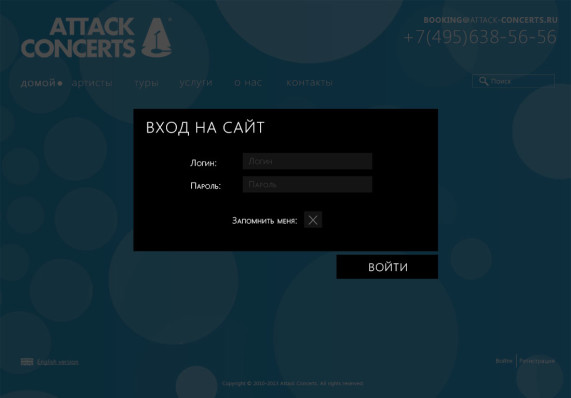 ATTACK
CONCERTS
BOOKING@ATTACK-CONCERTS.RU
+7(495)638-56-56
домой артисты туры услуги о нас контакты
Поиск
ВХОД НА САЙТ
Логин: Логин
Пароль: Пароль
Запомнить меня:
ВОЙТИ
English version
Войти | Регистрация
Copyright © 2010-2013 Attack Concerts. All rights reserved.